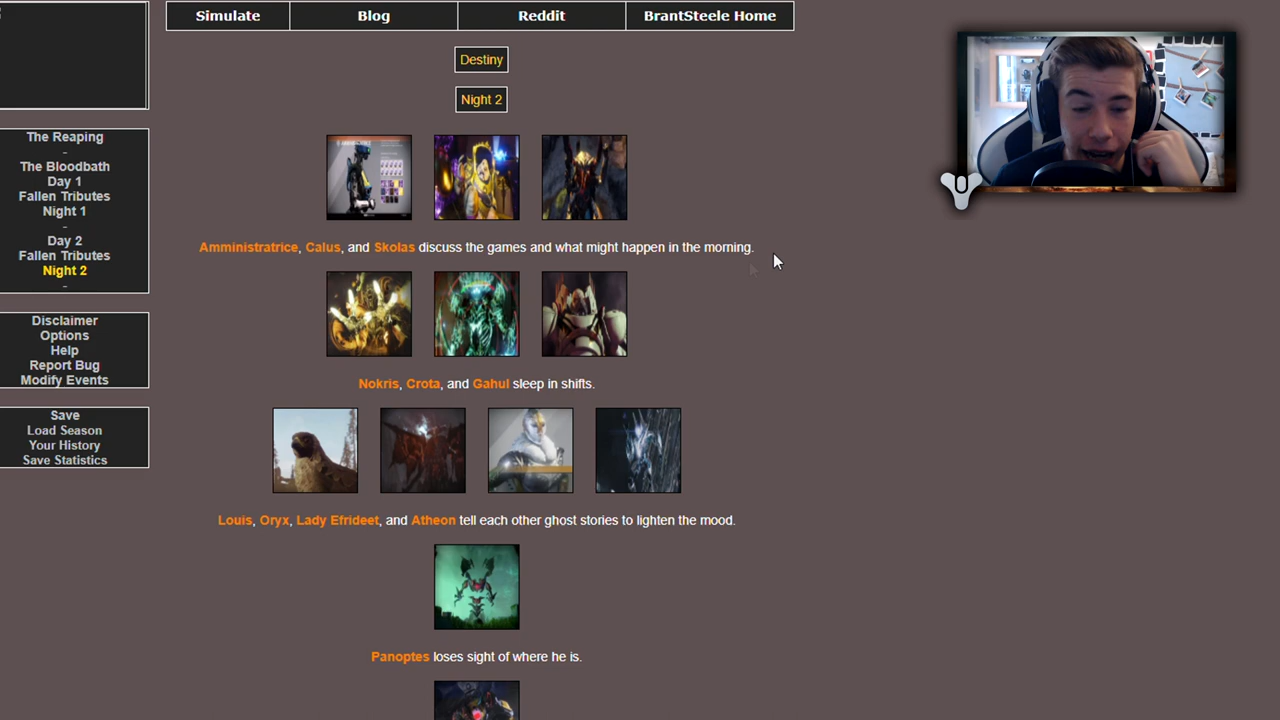 Simulate Blog Reddit BrantSteele Home
Destiny
Night 2
The Reaping
-
The Bloodbath
Day 1
Fallen Tributes
Night 1
-
Day 2
Fallen Tributes
Night 2
-
Disclaimer
Options
Help
Report Bug
Modify Events
Save
Load Season
Your History
Save Statistics
Amministratrice, Calus, and Skolas discuss the games and what might happen in the morning.
Nokris, Crota, and Gahul sleep in shifts.
Louis, Oryx, Lady Efrideet, and Atheon tell each other ghost stories to lighten the mood.
Panoptes loses sight of where he is.